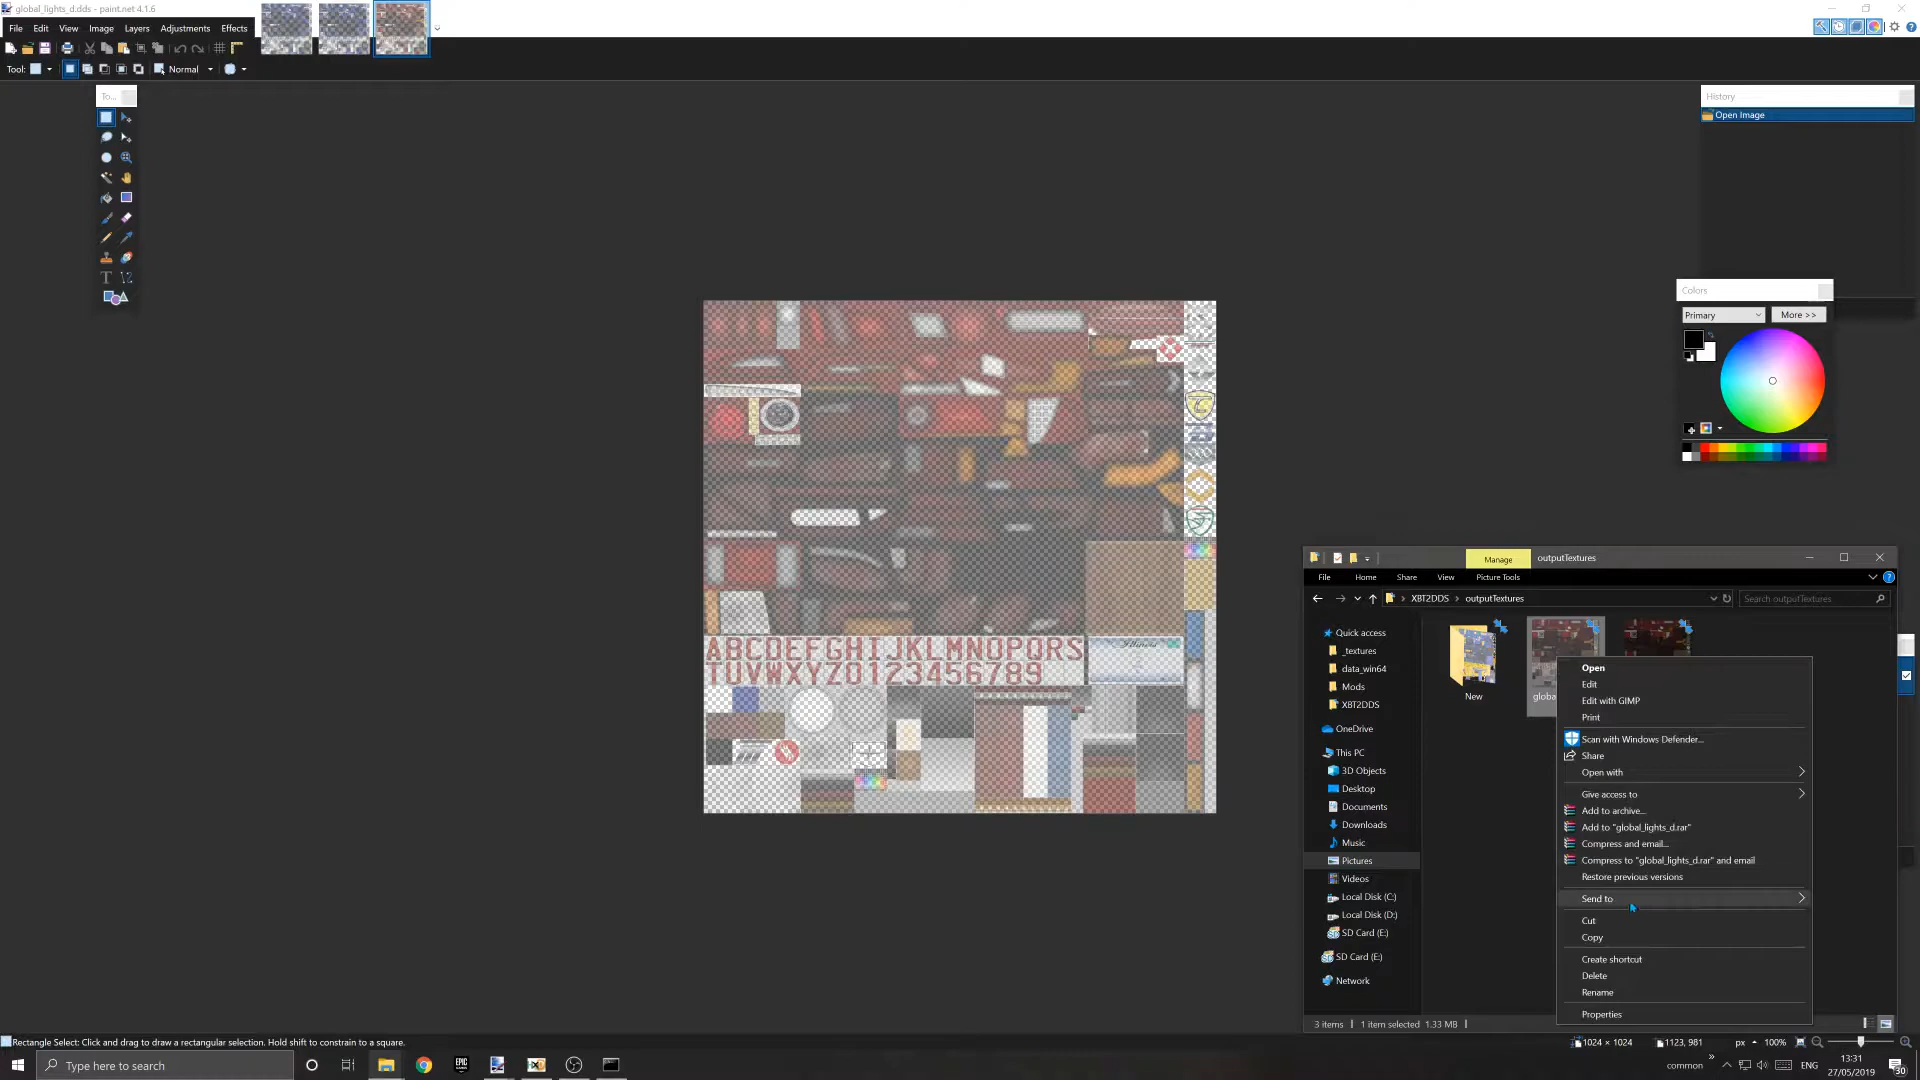 global_lights_d.dds - paint.net 4.1.6
File Edit View Image Layers Adjustments Effects
Tool: Normal
To...
History
Open Image
Colors
Primary More >>
ABCDEFGHIJKLMNOPQRS
TUVWXYZ0123456789
Illinois
Manage outputTextures
File Home Share View Picture Tools
XBT2DDS > outputTextures Search outputTextures
Quick access
_textures
data_win64
Mods
XBT2DDS
OneDrive
This PC
3D Objects
Desktop
Documents
Downloads
Music
Pictures
Videos
Local Disk (C:)
Local Disk (D:)
SD Card (E:)
SD Card (E:)
Network
New
globa
Open
Edit
Edit with GIMP
Print
Scan with Windows Defender...
Share
Open with
Give access to
Add to archive...
Add to "global_lights_d.rar"
Compress and email...
Compress to "global_lights_d.rar" and email
Restore previous versions
Send to
Cut
Copy
Create shortcut
Delete
Rename
Properties
3 items 1 item selected 1.33 MB
Rectangle Select: Click and drag to draw a rectangular selection. Hold shift to constrain to a square.
1024 × 1024 1123, 981 px 100%
Type here to search
EPIC
common
ENG
13:31
27/05/2019
30